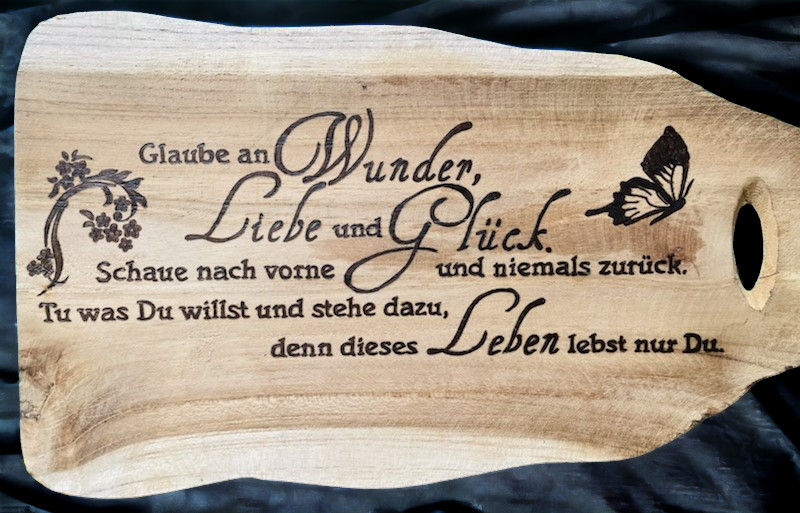 Glaube an Wunder,
Liebe und Glück.
Schaue nach vorne und niemals zurück.
Tu was Du willst und stehe dazu,
denn dieses Leben lebst nur Du.